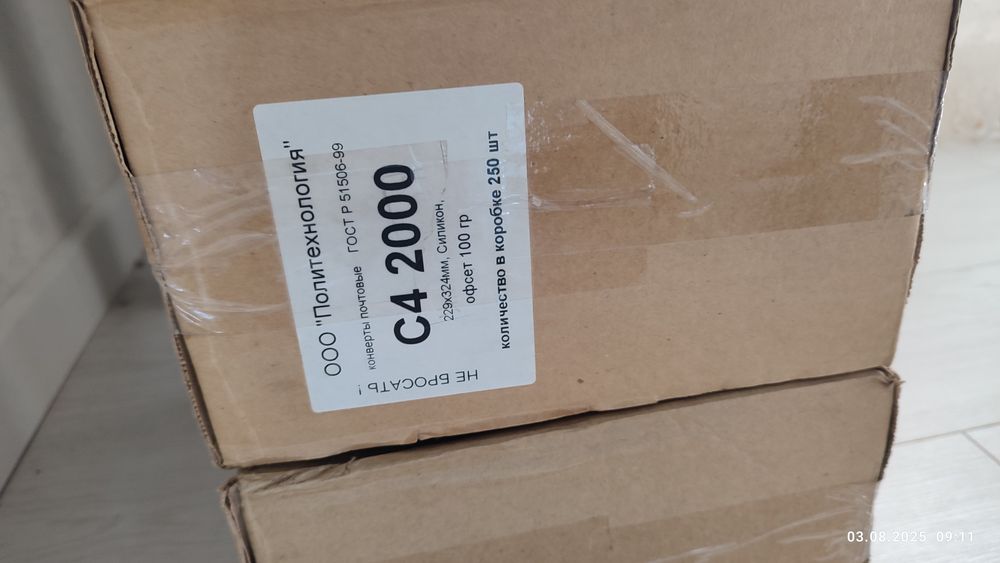 ООО "Политехнология"
конверты почтовые ГОСТ Р 51506-99
С4 2000
229х324мм, Силикон,
офсет 100 гр
количество в коробке 250 шт
НЕ БРОСАТЬ !
03.08.2025 09:11